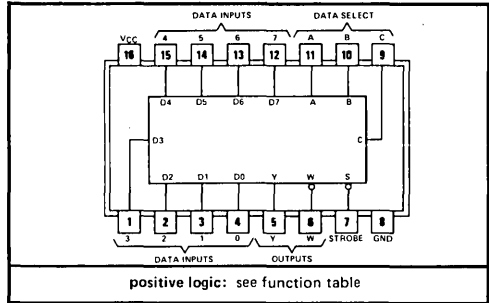 DATA INPUTS DATA SELECT
VCC 4 5 6 7 A B C
16 15 14 13 12 11 10 9
D4 D5 D6 D7 A B
D3 C
D2 D1 D0 Y W S
1 2 3 4 5 6 7 8
3 2 1 0 Y W STROBE GND
DATA INPUTS OUTPUTS
positive logic: see function table